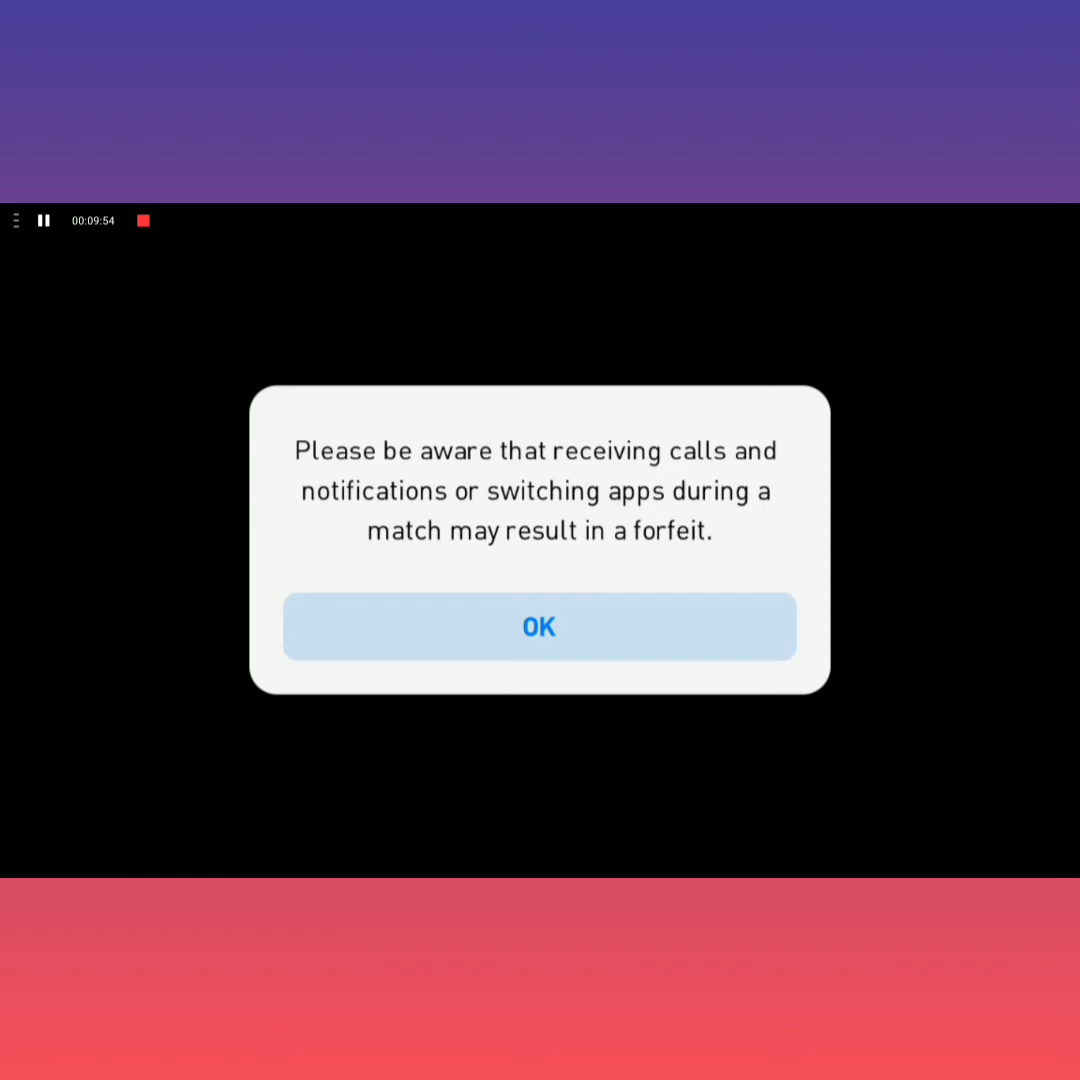 00:09:54
Please be aware that receiving calls and
notifications or switching apps during a
match may result in a forfeit.
OK